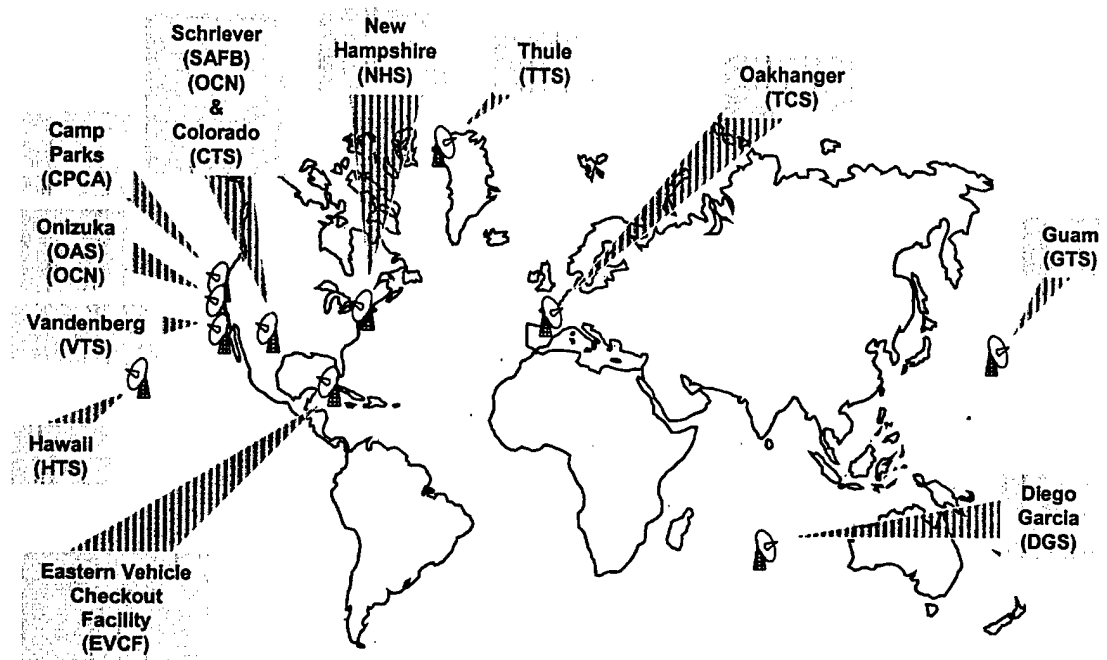 Schriever
(SAFB)
(OCN)
&
Colorado
(CTS)
New
Hampshire
(NHS)
Thule
(TTS)
Oakhanger
(TCS)
Camp
Parks
(CPCA)
Onizuka
(OAS)
(OCN)
Guam
(GTS)
Vandenberg
(VTS)
Hawaii
(HTS)
Diego
Garcia
(DGS)
Eastern Vehicle
Checkout
Facility
(EVCF)